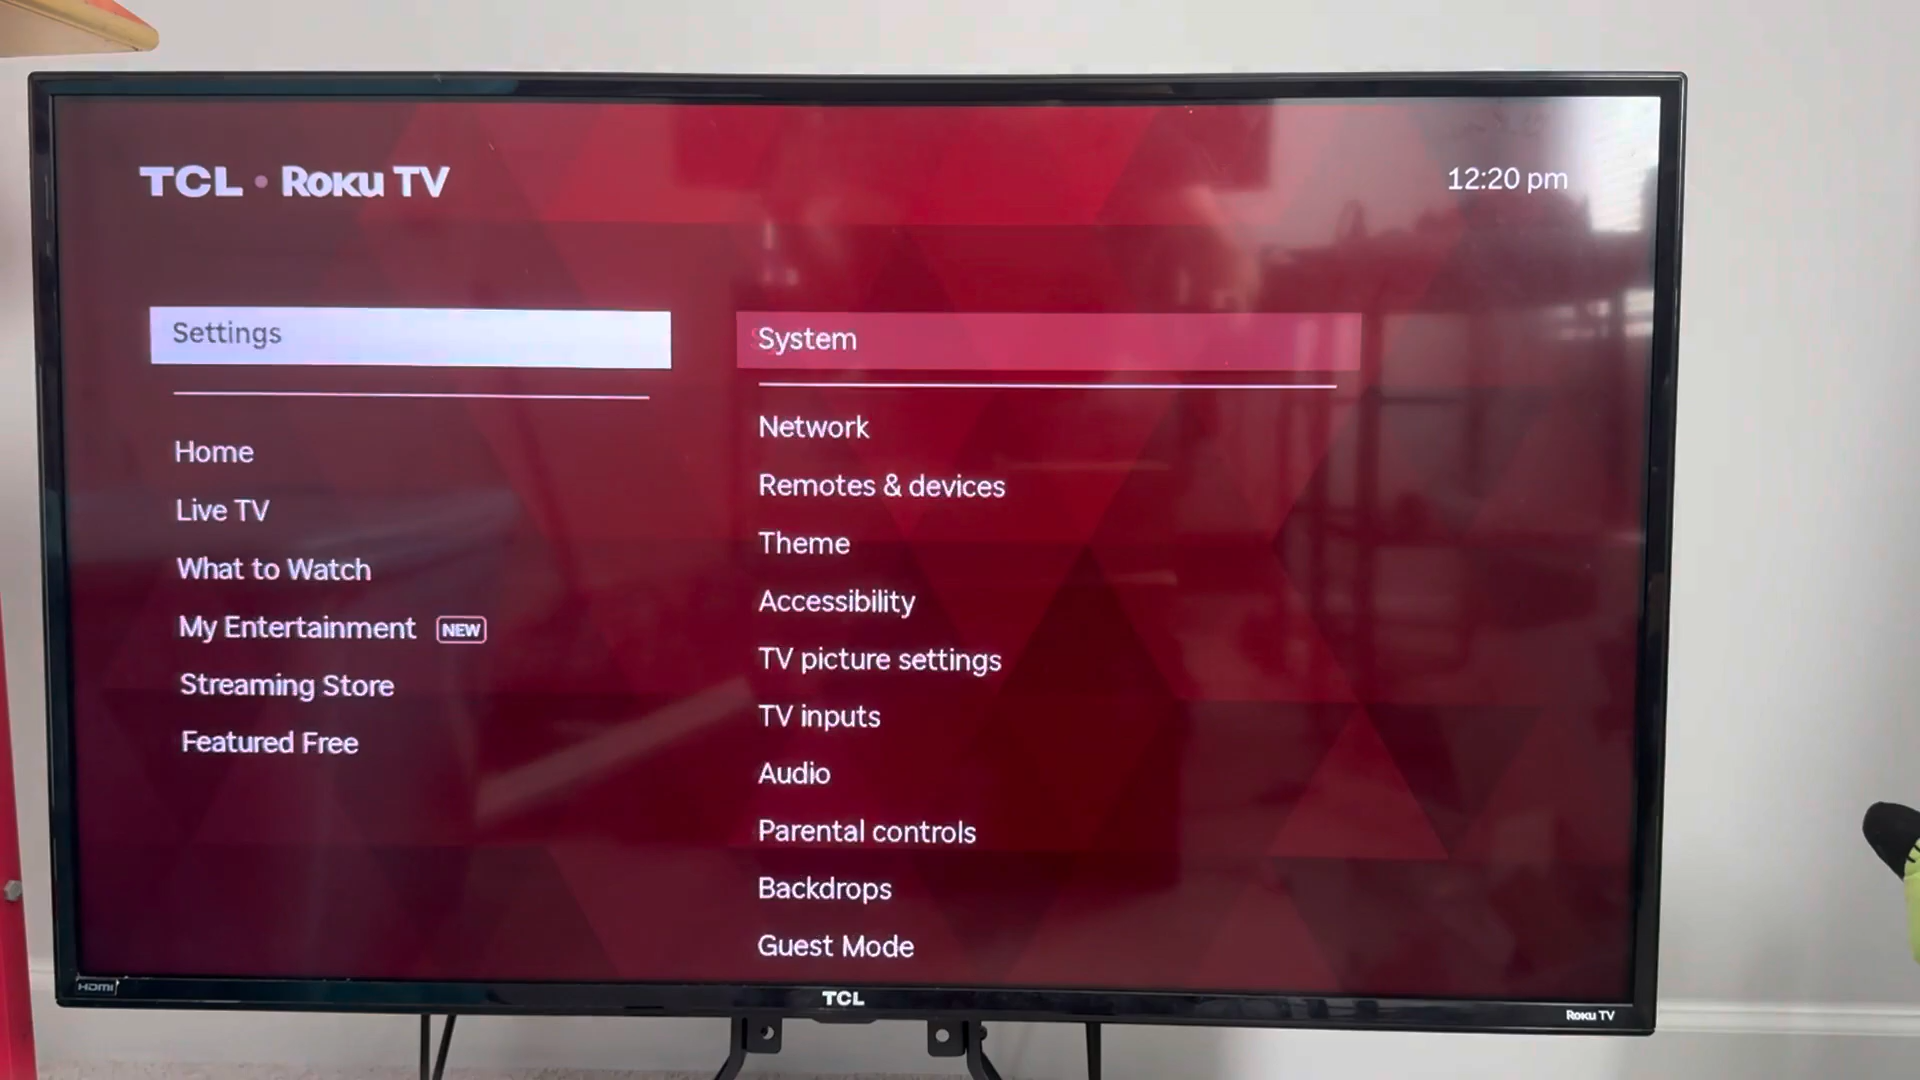 TCL • Roku TV
12:20 pm
Settings
Home
Live TV
What to Watch
My Entertainment NEW
Streaming Store
Featured Free
System
Network
Remotes & devices
Theme
Accessibility
TV picture settings
TV inputs
Audio
Parental controls
Backdrops
Guest Mode
HDMI
TCL
Roku TV